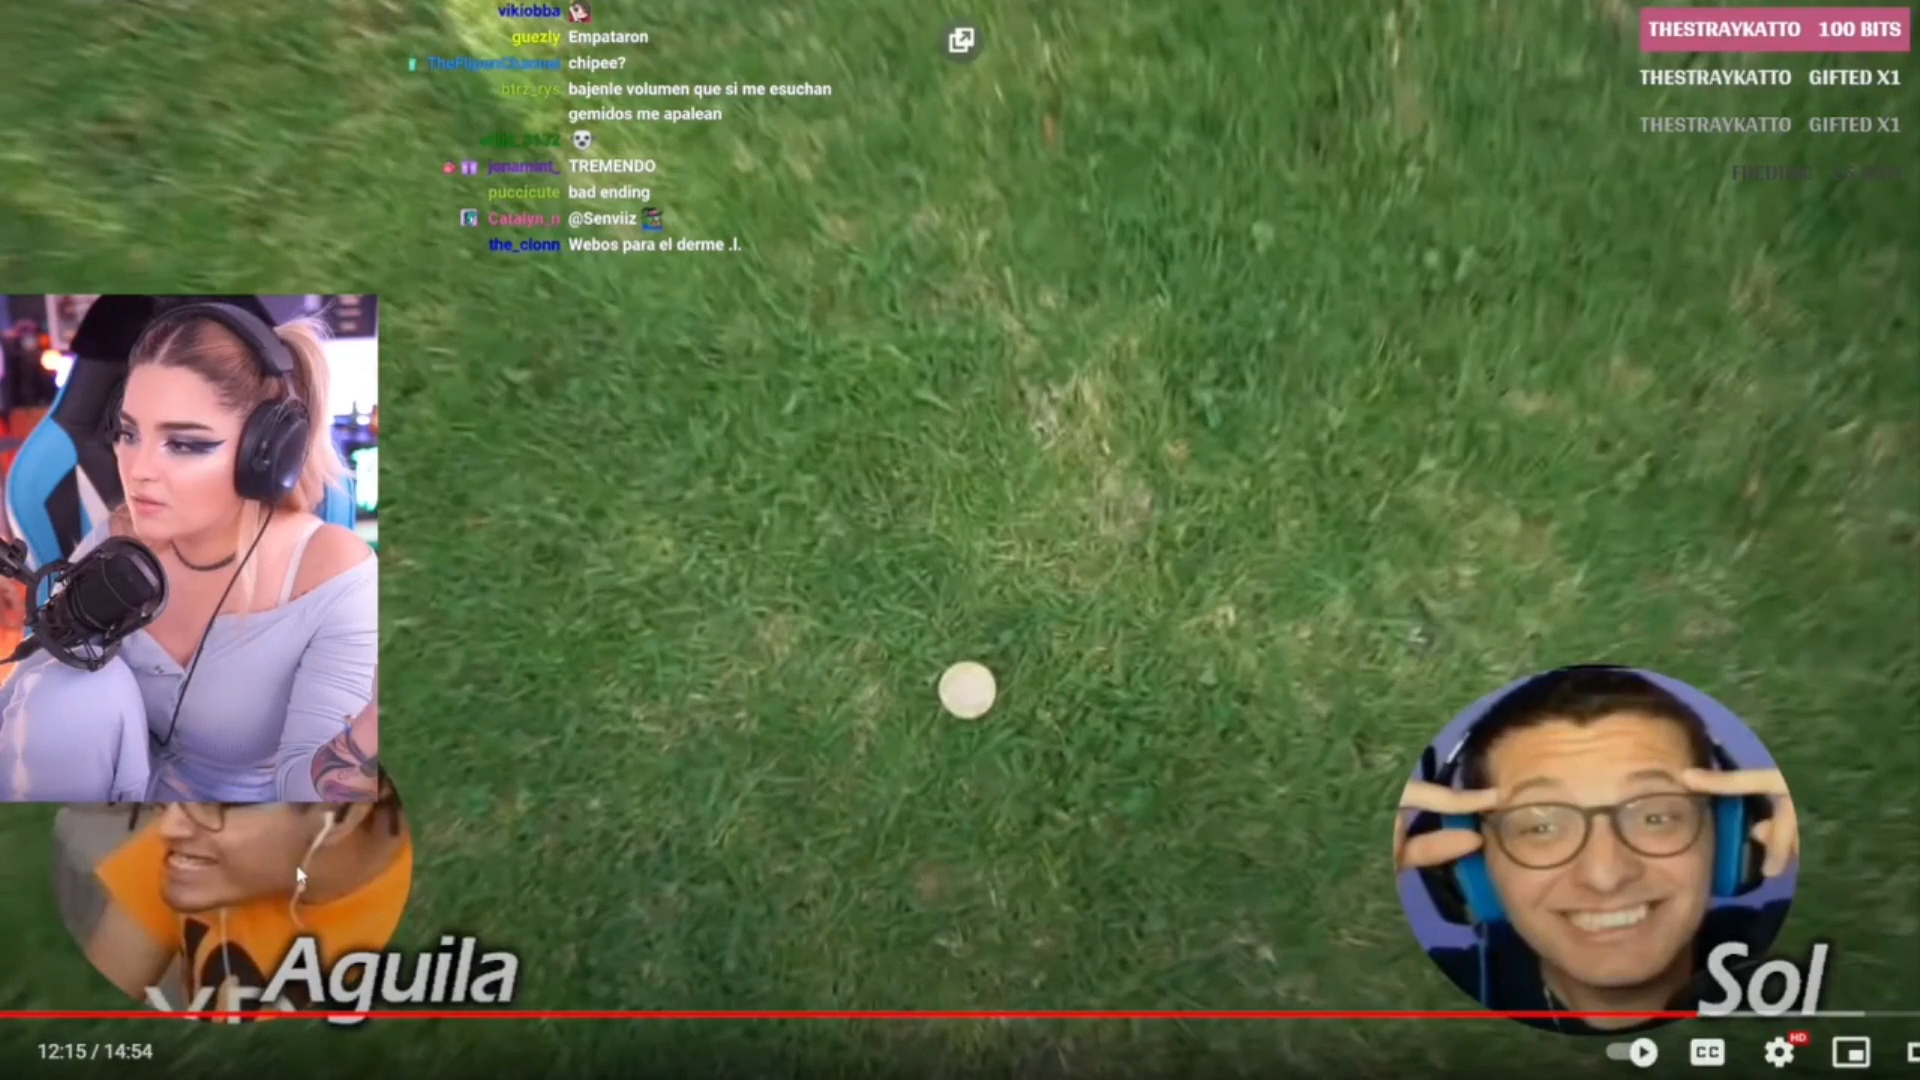 vikiobba
guezly Empataron
chipee?
btrz_rys bajenle volumen que si me esuchan
gemidos me apalean
jonamint_ TREMENDO
puccicute bad ending
Catalyn_n @Senviiz
the_clonn Webos para el derme .l.
THESTRAYKATTO 100 BITS
THESTRAYKATTO GIFTED X1
THESTRAYKATTO GIFTED X1
Aguila
Sol
12:15 / 14:54
CC
HD